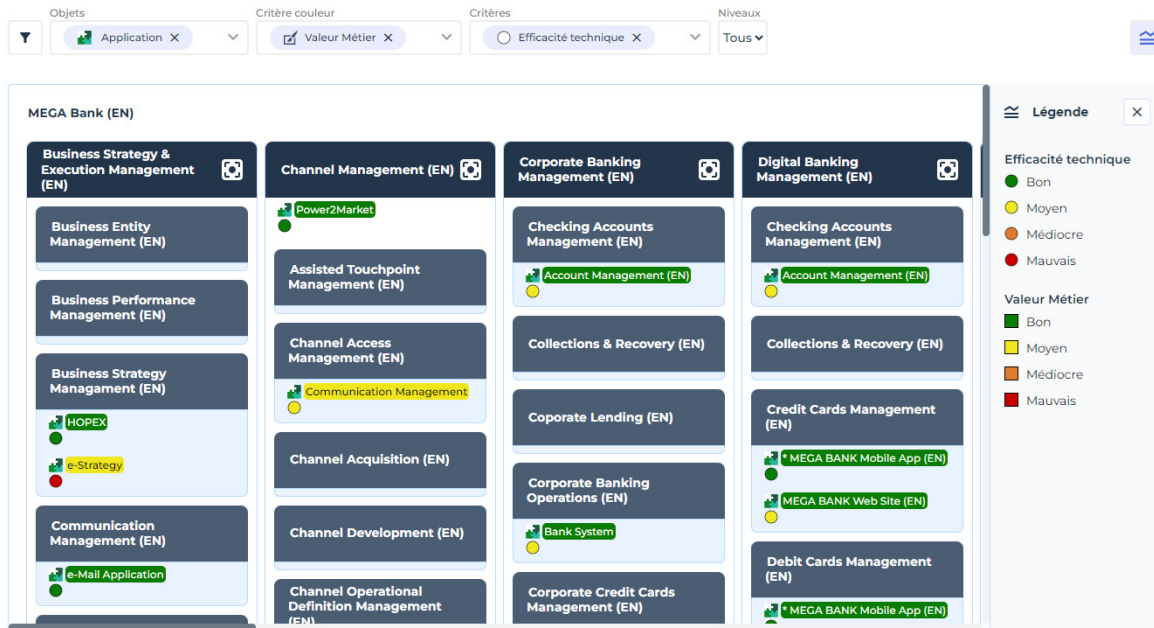 Objets
Critère couleur
Critères
Niveaux
Application
Valeur Métier
Efficacité technique
Tous
MEGA Bank (EN)
Business Strategy &
Execution Management
(EN)
Business Entity
Management (EN)
Business Performance
Management (EN)
Business Strategy
Managament (EN)
HOPEX
e-Strategy
Communication
Management (EN)
e-Mail Application
Channel Management (EN)
Power2Market
Assisted Touchpoint
Management (EN)
Channel Access
Management (EN)
Communication Management
Channel Acquisition (EN)
Channel Development (EN)
Channel Operational
Definition Management
(EN)
Corporate Banking
Management (EN)
Checking Accounts
Management (EN)
Account Management (EN)
Collections & Recovery (EN)
Coporate Lending (EN)
Corporate Banking
Operations (EN)
Bank System
Corporate Credit Cards
Management (EN)
Digital Banking
Management (EN)
Checking Accounts
Management (EN)
Account Management (EN)
Collections & Recovery (EN)
Credit Cards Management
(EN)
* MEGA BANK Mobile App (EN)
MEGA BANK Web Site (EN)
Debit Cards Management
(EN)
* MEGA BANK Mobile App (EN)
Légende
Efficacité technique
Bon
Moyen
Médiocre
Mauvais
Valeur Métier
Bon
Moyen
Médiocre
Mauvais